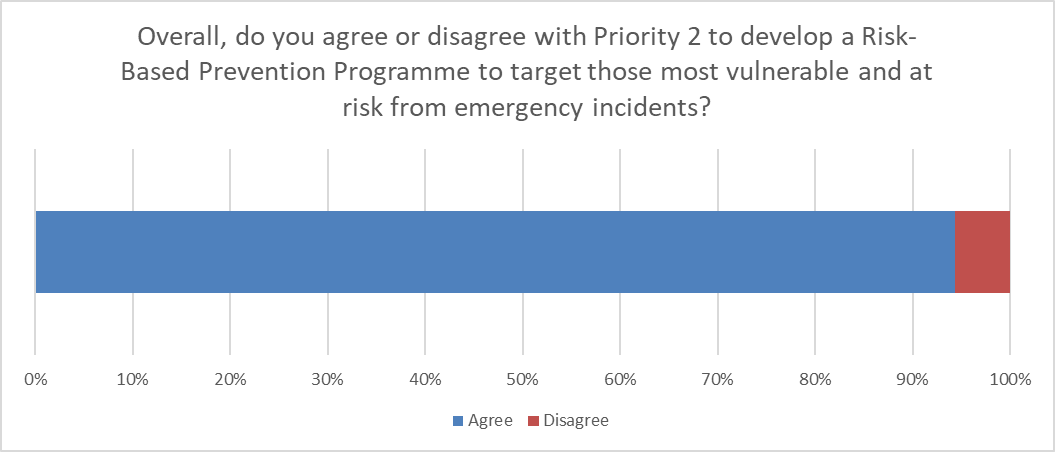 Overall, do you agree or disagree with Priority 2 to develop a Risk-
Based Prevention Programme to target those most vulnerable and at
risk from emergency incidents?
0% 10% 20% 30% 40% 50% 60% 70% 80% 90% 100%
Agree Disagree